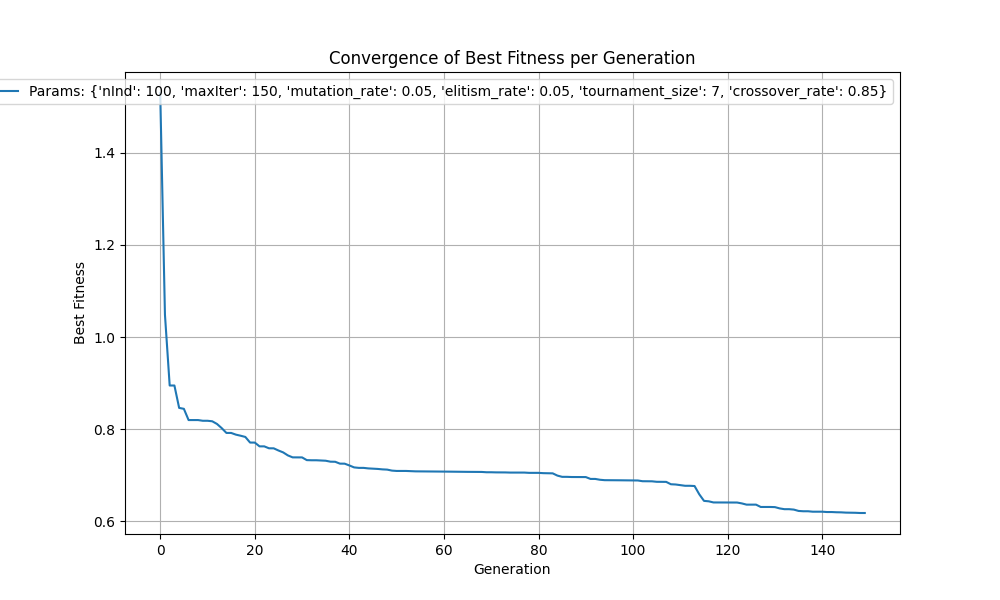 Convergence of Best Fitness per Generation
Params: {'nInd': 100, 'maxIter': 150, 'mutation_rate': 0.05, 'elitism_rate': 0.05, 'tournament_size': 7, 'crossover_rate': 0.85}
1.4
1.2
1.0
0.8
0.6
Best Fitness
0 20 40 60 80 100 120 140
Generation